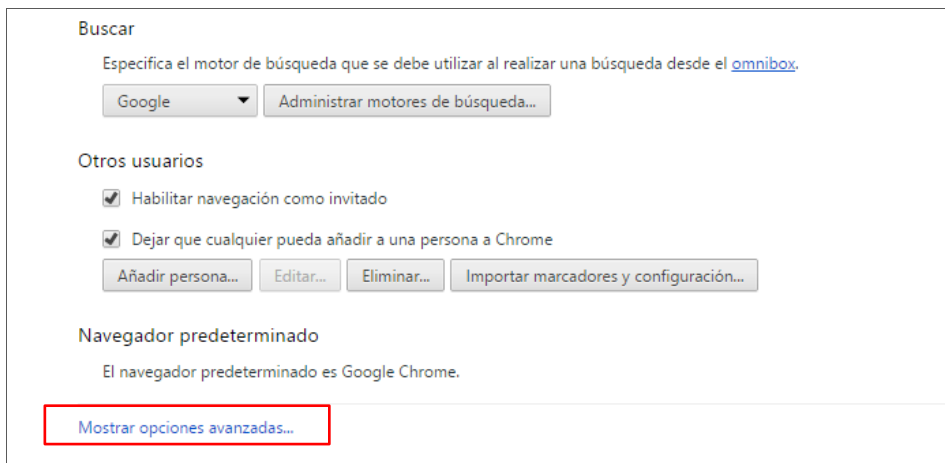 Buscar
Especifica el motor de búsqueda que se debe utilizar al realizar una búsqueda desde el omnibox.
Google Administrar motores de búsqueda...
Otros usuarios
Habilitar navegación como invitado
Dejar que cualquier pueda añadir a una persona a Chrome
Añadir persona... Editar... Eliminar... Importar marcadores y configuración...
Navegador predeterminado
El navegador predeterminado es Google Chrome.
Mostrar opciones avanzadas...